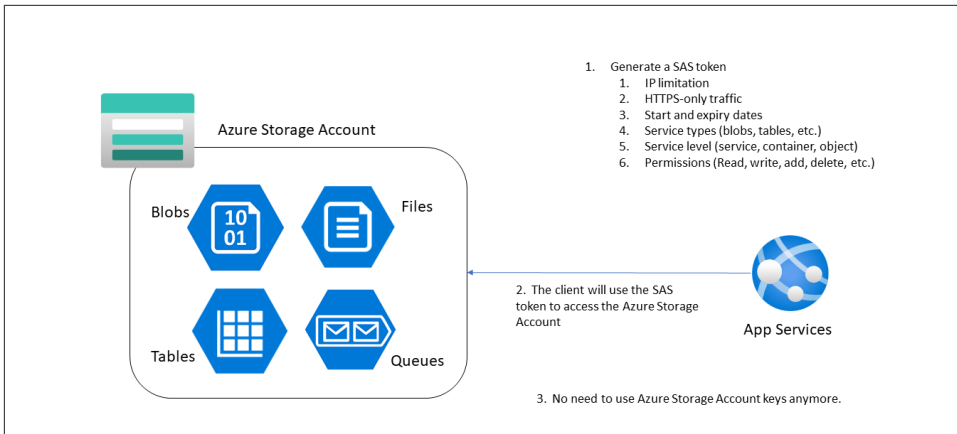 1. Generate a SAS token
1. IP limitation
2. HTTPS-only traffic
3. Start and expiry dates
4. Service types (blobs, tables, etc.)
5. Service level (service, container, object)
6. Permissions (Read, write, add, delete, etc.)
Azure Storage Account
Blobs
10
01
Files
Tables
Queues
2. The client will use the SAS
token to access the Azure Storage
Account
App Services
3. No need to use Azure Storage Account keys anymore.